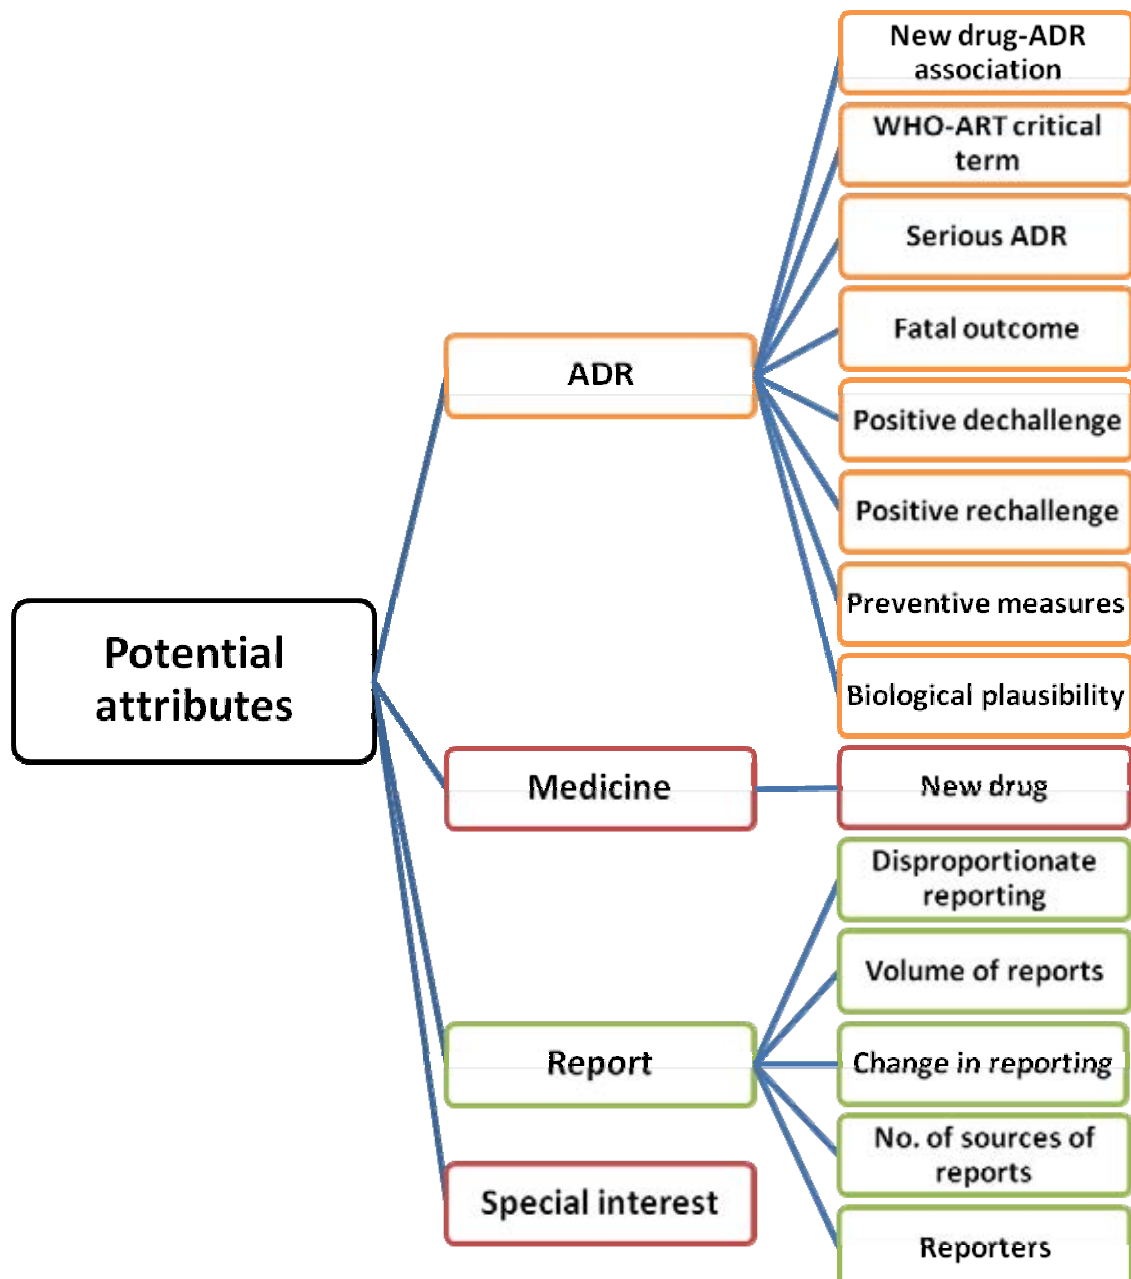 Potential
attributes
ADR
New drug-ADR
association
WHO-ART critical
term
Serious ADR
Fatal outcome
Positive dechallenge
Positive rechallenge
Preventive measures
Biological plausibility
Medicine
New drug
Report
Disproportionate
reporting
Volume of reports
Change in reporting
No. of sources of
reports
Reporters
Special interest